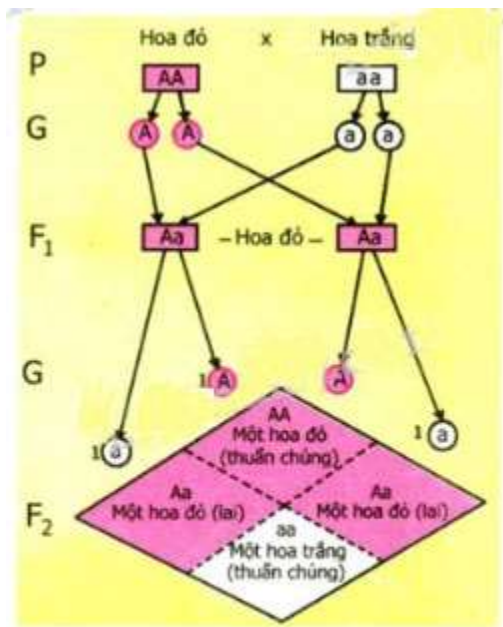 Hoa đỏ x Hoa trắng
P AA aa
G A A a a
F1 Aa – Hoa đỏ – Aa
G 1 A A
1 a 1 a
AA
Một hoa đỏ
(thuần chủng)
Aa Aa
F2 Một hoa đỏ (lai) Một hoa đỏ (lai)
aa
Một hoa trắng
(thuần chủng)